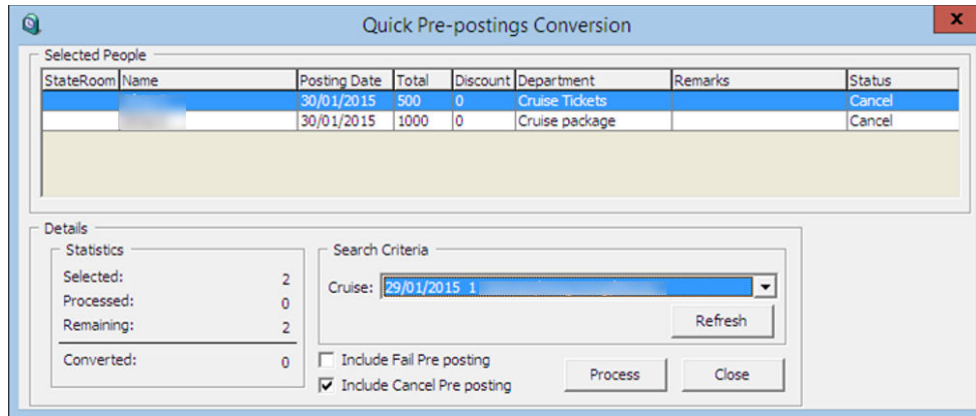 Quick Pre-postings Conversion
x
Selected People
StateRoom Name Posting Date Total Discount Department Remarks Status
30/01/2015 500 0 Cruise Tickets Cancel
30/01/2015 1000 0 Cruise package Cancel
Details
Statistics
Selected: 2
Processed: 0
Remaining: 2
Converted: 0
Search Criteria
Cruise: 29/01/2015 1
Refresh
Include Fail Pre posting
Include Cancel Pre posting
Process
Close